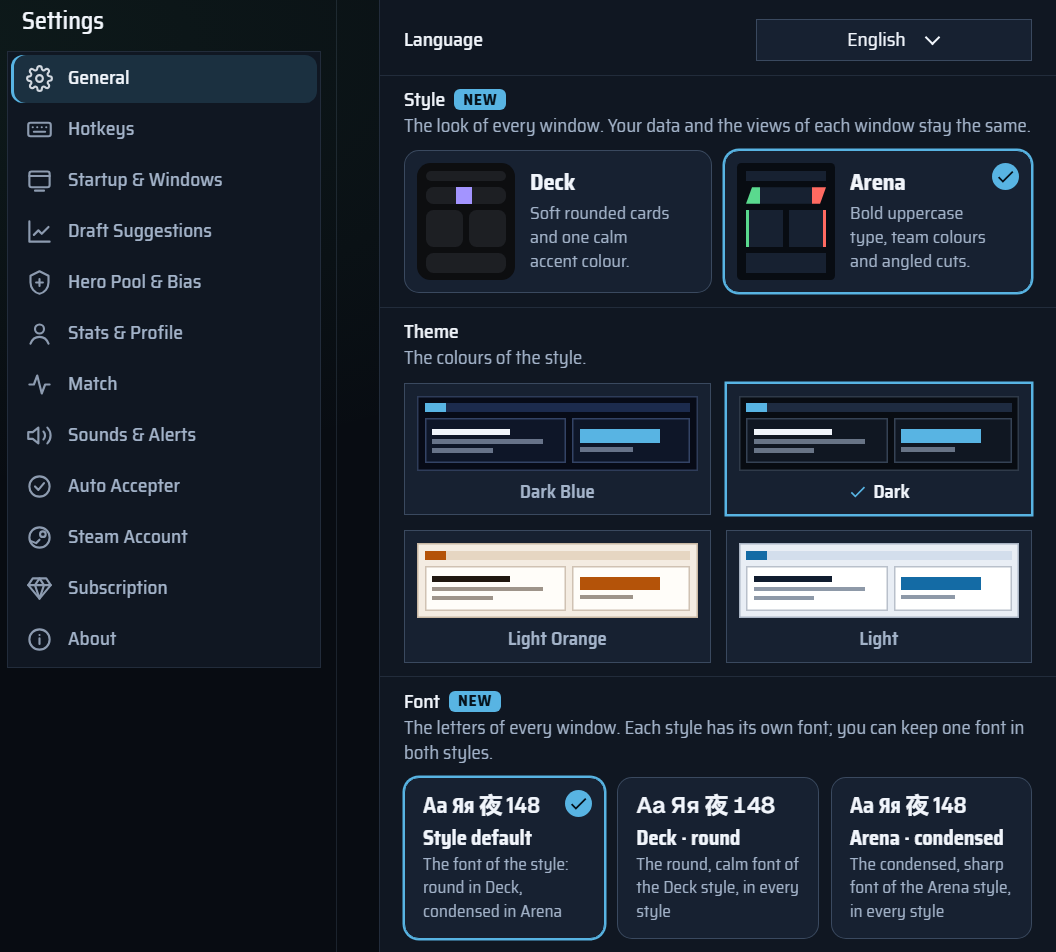 Settings
General
Hotkeys
Startup & Windows
Draft Suggestions
Hero Pool & Bias
Stats & Profile
Match
Sounds & Alerts
Auto Accepter
Steam Account
Subscription
About
Language
English
Style NEW
The look of every window. Your data and the views of each window stay the same.
Deck
Soft rounded cards
and one calm
accent colour.
Arena
Bold uppercase
type, team colours
and angled cuts.
Theme
The colours of the style.
Dark Blue
Dark
Light Orange
Light
Font NEW
The letters of every window. Each style has its own font; you can keep one font in
both styles.
Aa Яя 夜 148
Style default
The font of the style:
round in Deck,
condensed in Arena
Aa Яя 夜 148
Deck · round
The round, calm font of
the Deck style, in every
style
Aa Яя 夜 148
Arena · condensed
The condensed, sharp
font of the Arena style,
in every style